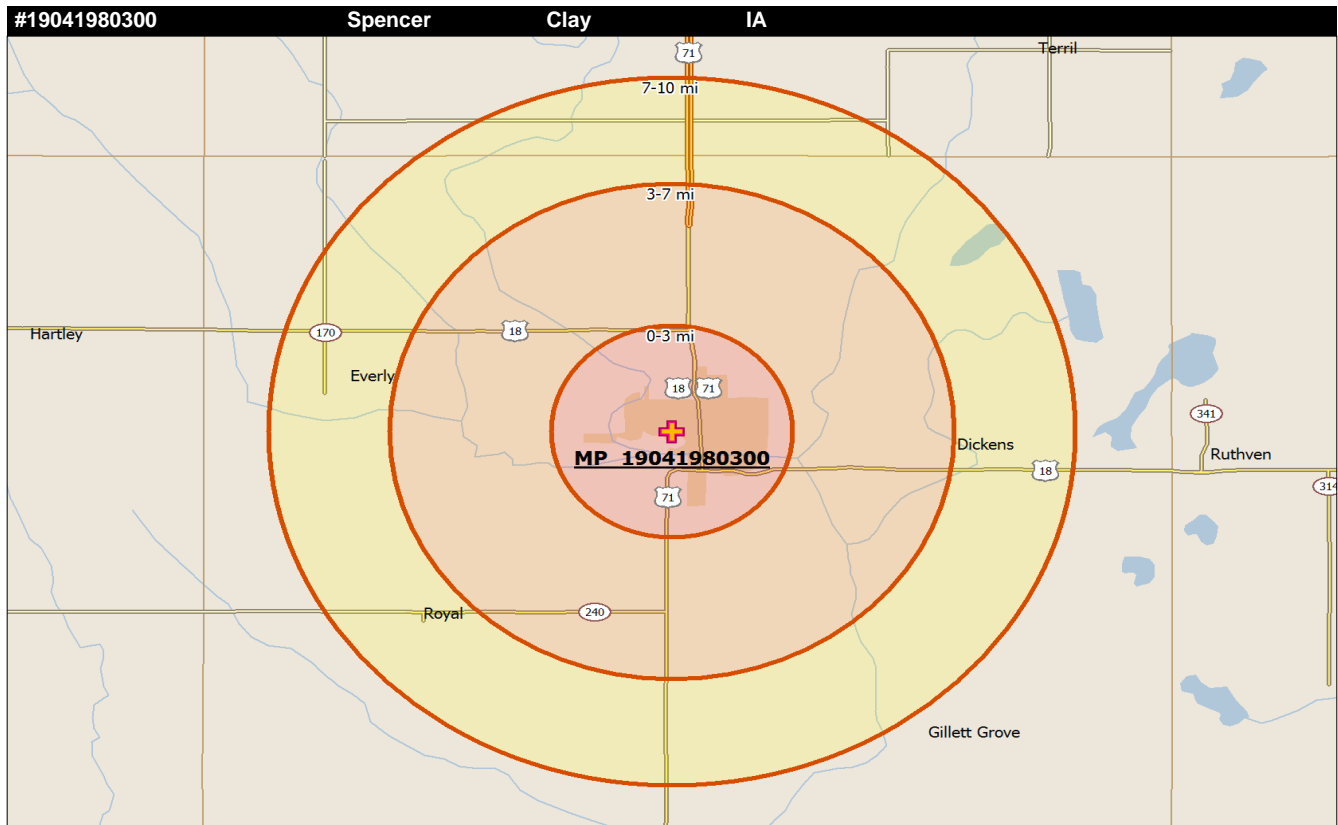 #19041980300 Spencer Clay IA
71
Terril
7-10 mi
3-7 mi
Hartley
170
18
0-3 mi
Everly
18 71
341
Dickens
Ruthven
MP 19041980300
18
71
314
Royal
240
Gillett Grove